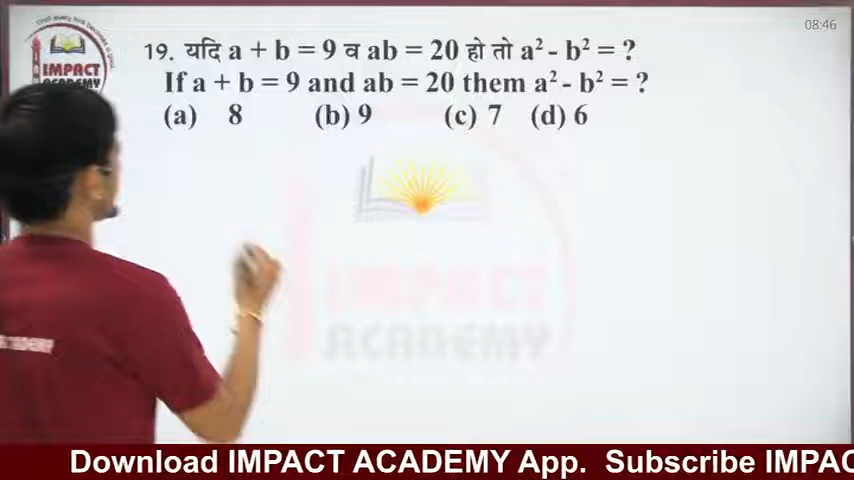 08:46
19. यदि a + b = 9 व ab = 20 हो तो a² - b² = ?
If a + b = 9 and ab = 20 them a² - b² = ?
(a) 8 (b) 9 (c) 7 (d) 6
IMPACT
ACADEMY
IMPACT
ACADEMY
Download IMPACT ACADEMY App. Subscribe IMPAC